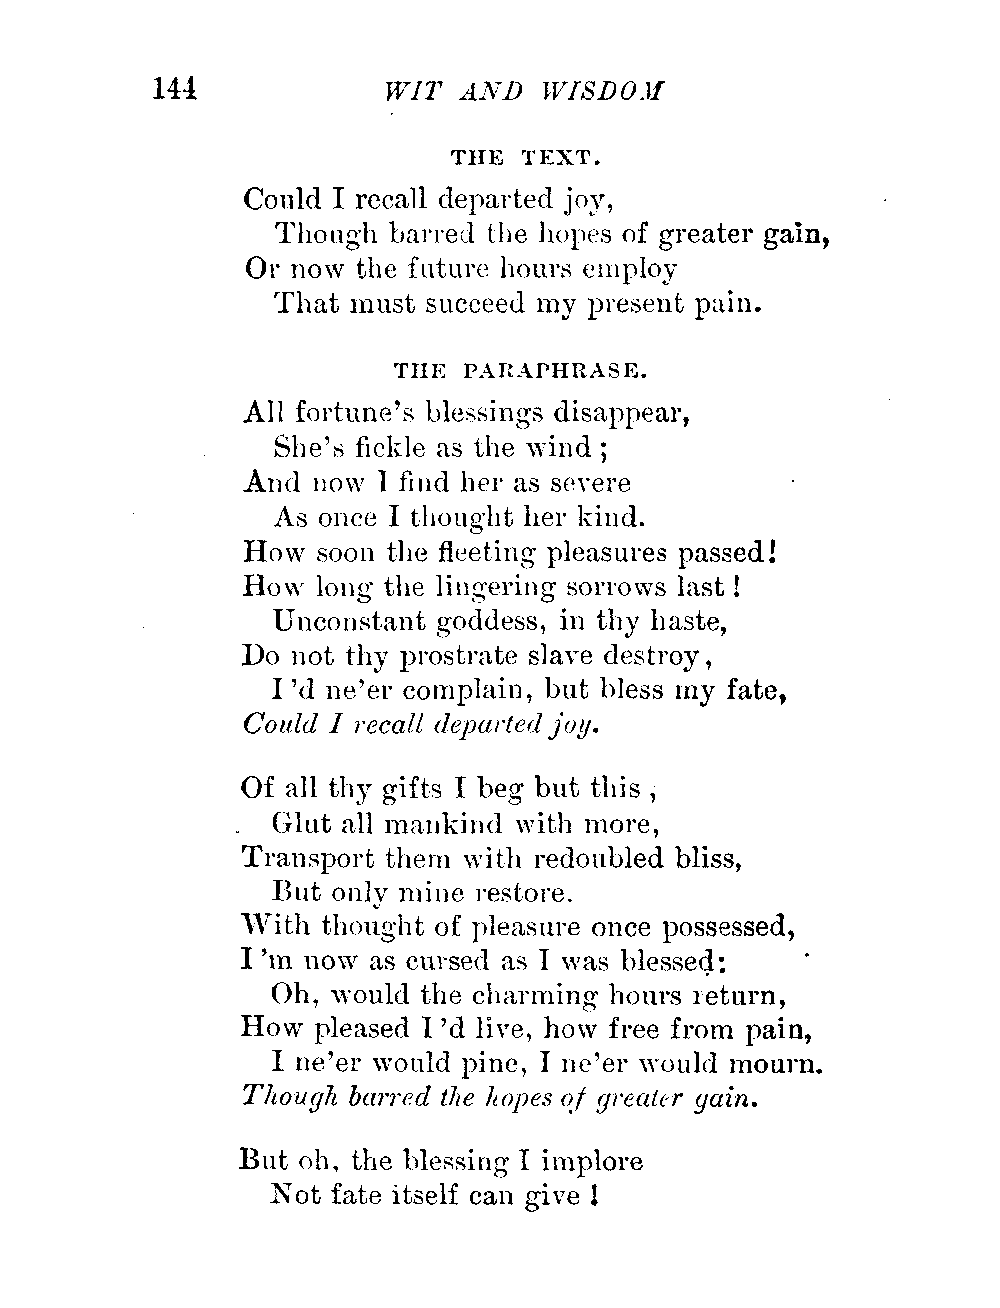 144 WIT AND WISDOM
THE TEXT.
Could I recall departed joy,
Though barred the hopes of greater gain,
Or now the future hours employ
That must succeed my present pain.
THE PARAPHRASE.
All fortune's blessings disappear,
She's fickle as the wind ;
And now I find her as severe
As once I thought her kind.
How soon the fleeting pleasures passed!
How long the lingering sorrows last !
Unconstant goddess, in thy haste,
Do not thy prostrate slave destroy,
I 'd ne'er complain, but bless my fate,
Could I recall departed joy.
Of all thy gifts I beg but this ,
Glut all mankind with more,
Transport them with redoubled bliss,
But only mine restore.
With thought of pleasure once possessed,
I 'm now as cursed as I was blessed:
Oh, would the charming hours return,
How pleased I 'd live, how free from pain,
I ne'er would pine, I ne'er would mourn.
Though barred the hopes of greater gain.
But oh, the blessing I implore
Not fate itself can give !